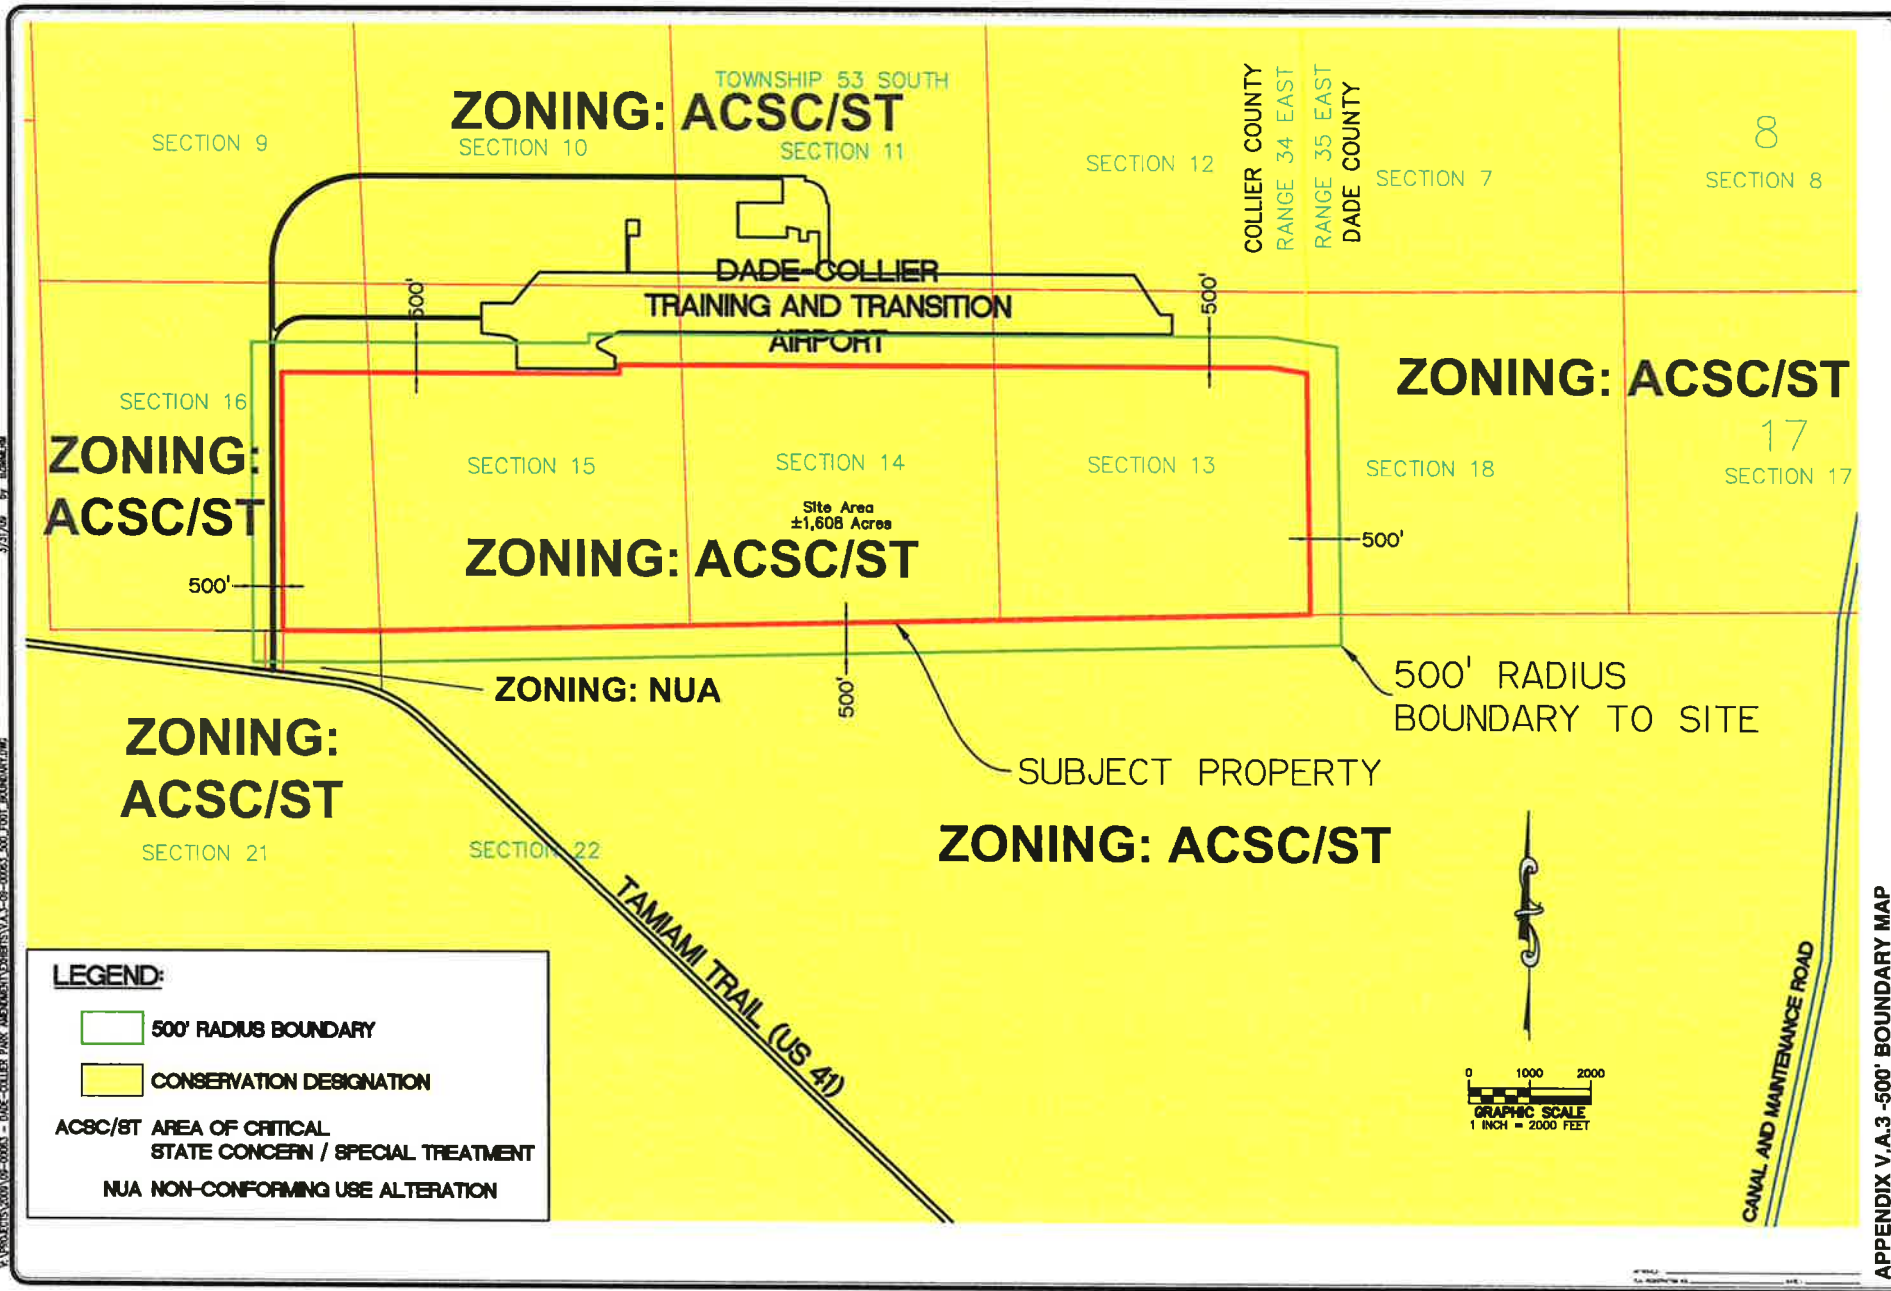 TOWNSHIP 53 SOUTH
ZONING: ACSC/ST
SECTION 9
SECTION 10
SECTION 11
SECTION 12
COLLIER COUNTY
RANGE 34 EAST
RANGE 35 EAST
DADE COUNTY
SECTION 7
8
SECTION 8
DADE-COLLIER
TRAINING AND TRANSITION
AIRPORT
500'
500'
ZONING: ACSC/ST
SECTION 16
ZONING:
ACSC/ST
SECTION 15
SECTION 14
SECTION 13
SECTION 18
17
SECTION 17
Site Area
±1,608 Acres
ZONING: ACSC/ST
500'
500'
500'
ZONING: NUA
500' RADIUS
BOUNDARY TO SITE
SUBJECT PROPERTY
ZONING:
ACSC/ST
SECTION 21
SECTION 22
ZONING: ACSC/ST
TAMIAMI TRAIL (US 41)
CANAL AND MAINTENANCE ROAD
LEGEND:
500' RADIUS BOUNDARY
CONSERVATION DESIGNATION
ACSC/ST AREA OF CRITICAL
STATE CONCERN / SPECIAL TREATMENT
NUA NON-CONFORMING USE ALTERATION
0 1000 2000
GRAPHIC SCALE
1 INCH = 2000 FEET
APPENDIX V.A.3 -500' BOUNDARY MAP